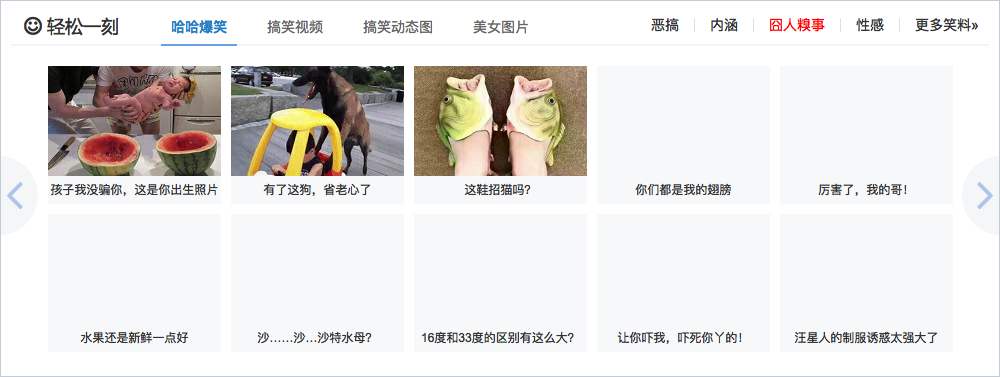 轻松一刻
哈哈爆笑
搞笑视频
搞笑动态图
美女图片
恶搞
内涵
囧人糗事
性感
更多笑料»
孩子我没骗你，这是你出生照片
有了这狗，省老心了
这鞋招猫吗?
你们都是我的翅膀
厉害了，我的哥！
水果还是新鲜一点好
沙……沙…沙特水母？
16度和33度的区别有这么大？
让你吓我，吓死你丫的！
汪星人的制服诱惑太强大了